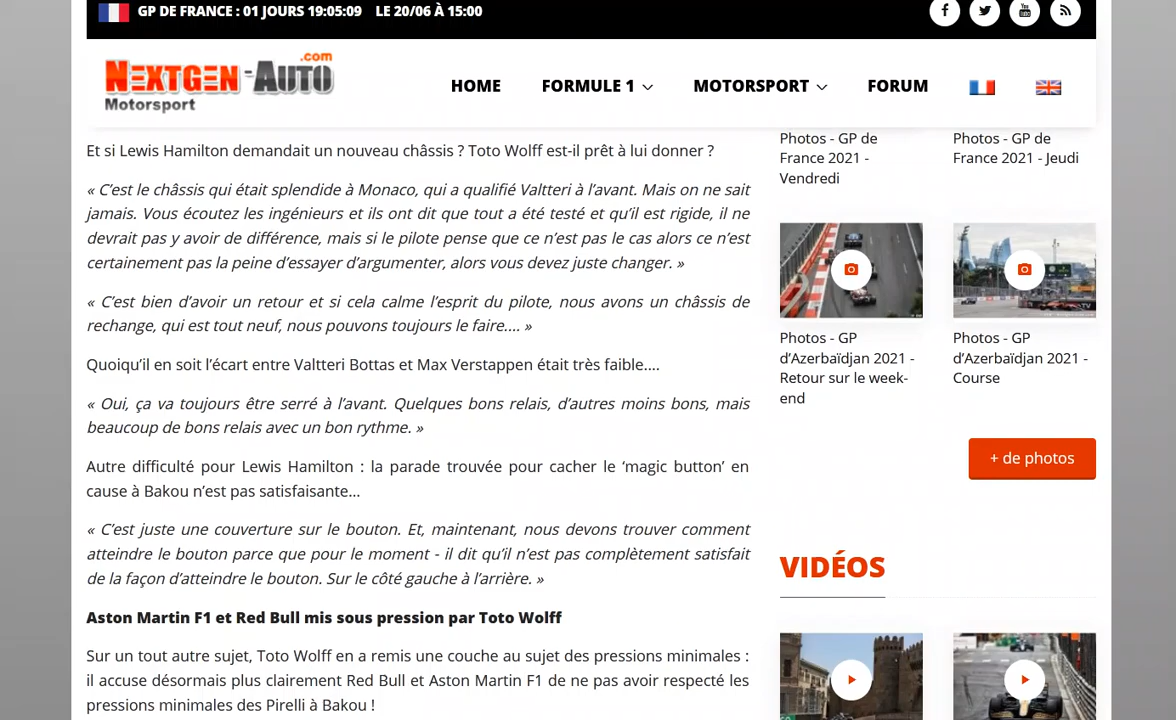 GP DE FRANCE : 01 JOURS 19:05:09 LE 20/06 À 15:00
NEXTGEN-AUTO.com
Motorsport
HOME
FORMULE 1
MOTORSPORT
FORUM
Et si Lewis Hamilton demandait un nouveau châssis ? Toto Wolff est-il prêt à lui donner ?
« C’est le châssis qui était splendide à Monaco, qui a qualifié Valtteri à l’avant. Mais on ne sait
jamais. Vous écoutez les ingénieurs et ils ont dit que tout a été testé et qu’il est rigide, il ne
devrait pas y avoir de différence, mais si le pilote pense que ce n’est pas le cas alors ce n’est
certainement pas la peine d’essayer d’argumenter, alors vous devez juste changer. »
« C’est bien d’avoir un retour et si cela calme l’esprit du pilote, nous avons un châssis de
rechange, qui est tout neuf, nous pouvons toujours le faire.... »
Quoiqu’il en soit l’écart entre Valtteri Bottas et Max Verstappen était très faible....
« Oui, ça va toujours être serré à l’avant. Quelques bons relais, d’autres moins bons, mais
beaucoup de bons relais avec un bon rythme. »
Autre difficulté pour Lewis Hamilton : la parade trouvée pour cacher le ‘magic button’ en
cause à Bakou n’est pas satisfaisante...
« C’est juste une couverture sur le bouton. Et, maintenant, nous devons trouver comment
atteindre le bouton parce que pour le moment - il dit qu’il n’est pas complètement satisfait
de la façon d’atteindre le bouton. Sur le côté gauche à l’arrière. »
Aston Martin F1 et Red Bull mis sous pression par Toto Wolff
Sur un tout autre sujet, Toto Wolff en a remis une couche au sujet des pressions minimales :
il accuse désormais plus clairement Red Bull et Aston Martin F1 de ne pas avoir respecté les
pressions minimales des Pirelli à Bakou !
Photos - GP de
France 2021 -
Vendredi
Photos - GP de
France 2021 - Jeudi
Photos - GP
d’Azerbaïdjan 2021 -
Retour sur le week-
end
Photos - GP
d’Azerbaïdjan 2021 -
Course
+ de photos
VIDÉOS